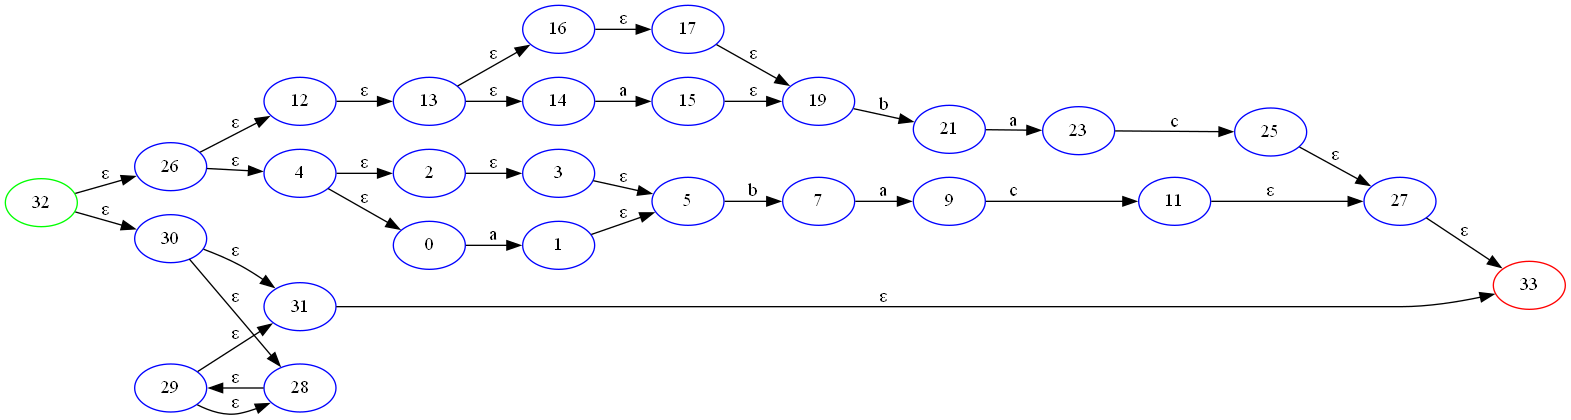 16 ε 17
ε ε
12 ε 13 ε 14 a 15 ε 19 b 21 a 23 c 25
ε ε
26 ε 4 ε 2 ε 3 ε 5 b 7 a 9 c 11 ε 27
ε ε ε
32 ε 30 ε 0 a 1 ε
ε 31 ε 33
ε
29 ε 28
ε